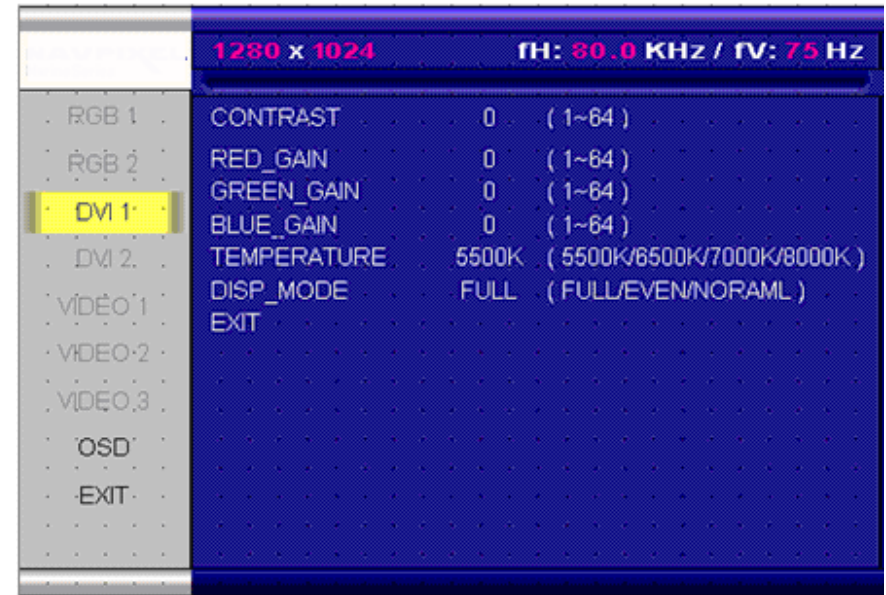 1280 x 1024 fH: 80.0 KHz / fV: 75 Hz
RGB 1
RGB 2
DVI 1
DVI 2
VIDEO 1
VIDEO 2
VIDEO 3
OSD
EXIT
CONTRAST 0 ( 1~64 )
RED_GAIN 0 ( 1~64 )
GREEN_GAIN 0 ( 1~64 )
BLUE_GAIN 0 ( 1~64 )
TEMPERATURE 5500K ( 5500K/6500K/7000K/8000K )
DISP_MODE FULL ( FULL/EVEN/NORAML )
EXIT